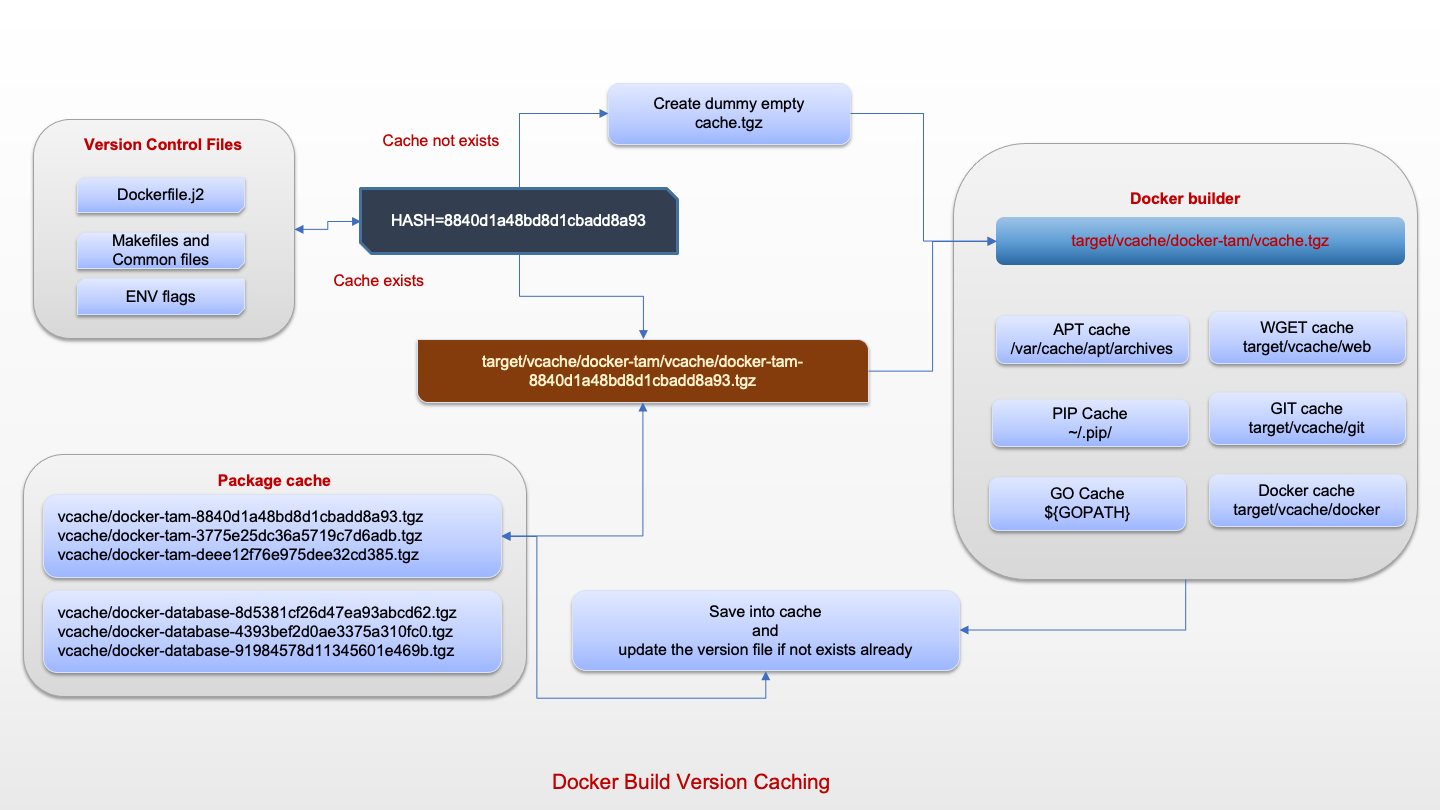 Version Control Files
Dockerfile.j2
Makefiles and
Common files
ENV flags
Cache not exists
HASH=8840d1a48bd8d1cbadd8a93
Cache exists
Create dummy empty
cache.tgz
target/vcache/docker-tam/vcache/docker-tam-
8840d1a48bd8d1cbadd8a93.tgz
Docker builder
target/vcache/docker-tam/vcache.tgz
APT cache
/var/cache/apt/archives
WGET cache
target/vcache/web
PIP Cache
~/.pip/
GIT cache
target/vcache/git
GO Cache
${GOPATH}
Docker cache
target/vcache/docker
Package cache
vcache/docker-tam-8840d1a48bd8d1cbadd8a93.tgz
vcache/docker-tam-3775e25dc36a5719c7d6adb.tgz
vcache/docker-tam-deee12f76e975dee32cd385.tgz
vcache/docker-database-8d5381cf26d47ea93abcd62.tgz
vcache/docker-database-4393bef2d0ae3375a310fc0.tgz
vcache/docker-database-91984578d11345601e469b.tgz
Save into cache
and
update the version file if not exists already
Docker Build Version Caching